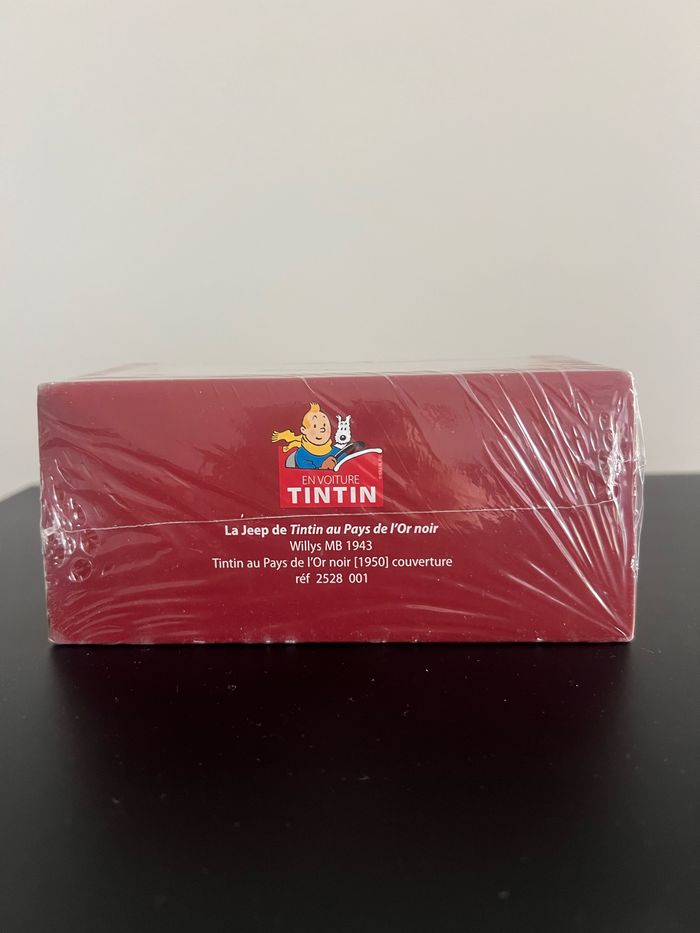 EN VOITURE
TINTIN
La Jeep de Tintin au Pays de l'Or noir
Willys MB 1943
Tintin au Pays de l'Or noir [1950] couverture
réf 2528 001